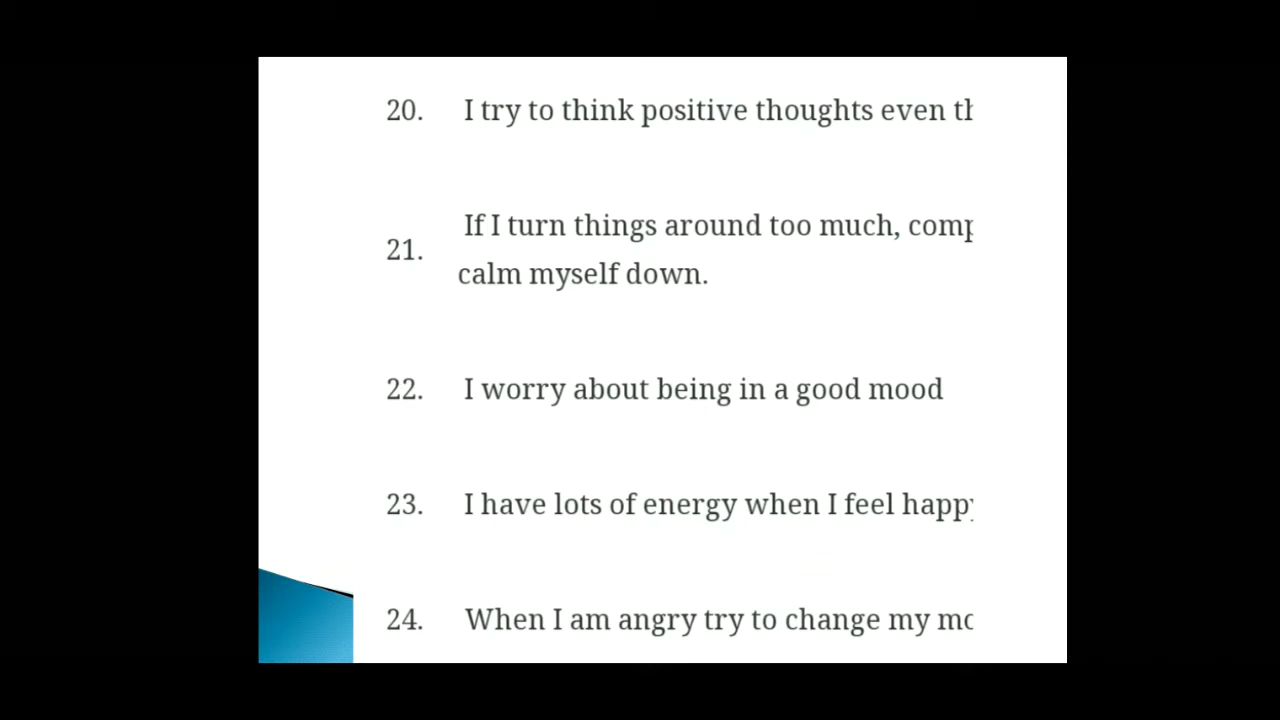 20. I try to think positive thoughts even
If I turn things around too much,
21.
calm myself down.
22. I worry about being in a good mood
23. I have lots of energy when I feel
24. When I am angry try to change my